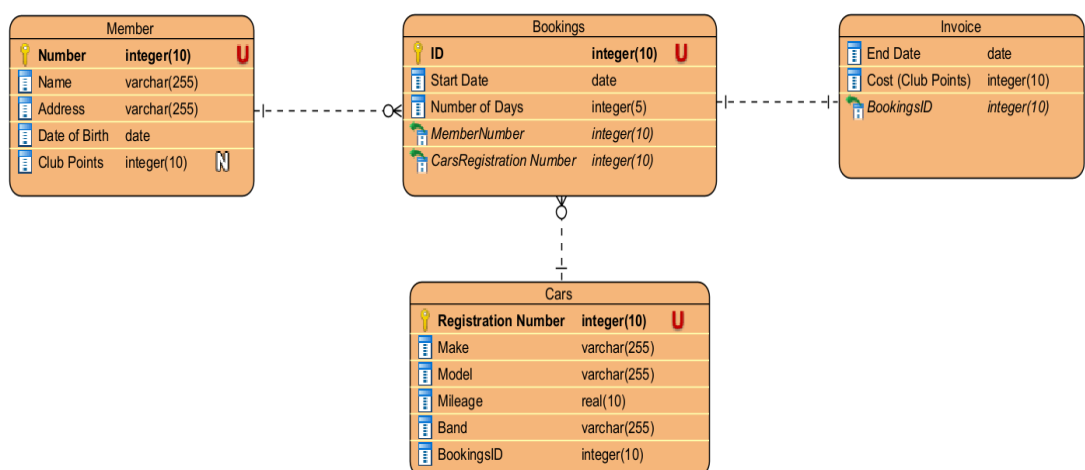 Member
Number integer(10) U
Name varchar(255)
Address varchar(255)
Date of Birth date
Club Points integer(10) N
Bookings
ID integer(10) U
Start Date date
Number of Days integer(5)
MemberNumber integer(10)
CarsRegistration Number integer(10)
Invoice
End Date date
Cost (Club Points) integer(10)
BookingsID integer(10)
Cars
Registration Number integer(10) U
Make varchar(255)
Model varchar(255)
Mileage real(10)
Band varchar(255)
BookingsID integer(10)